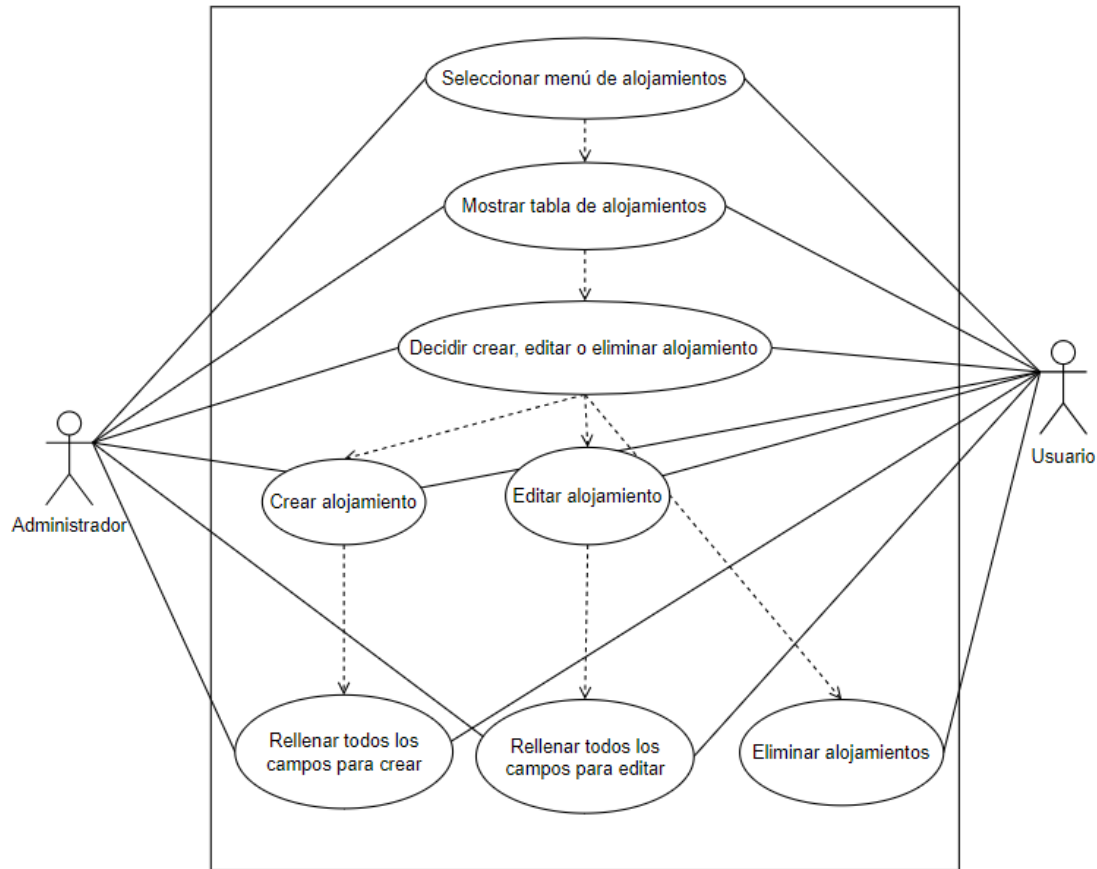 Seleccionar menú de alojamientos
Mostrar tabla de alojamientos
Decidir crear, editar o eliminar alojamiento
Usuario
Administrador
Crear alojamiento
Editar alojamiento
Rellenar todos los
campos para crear
Rellenar todos los
campos para editar
Eliminar alojamientos